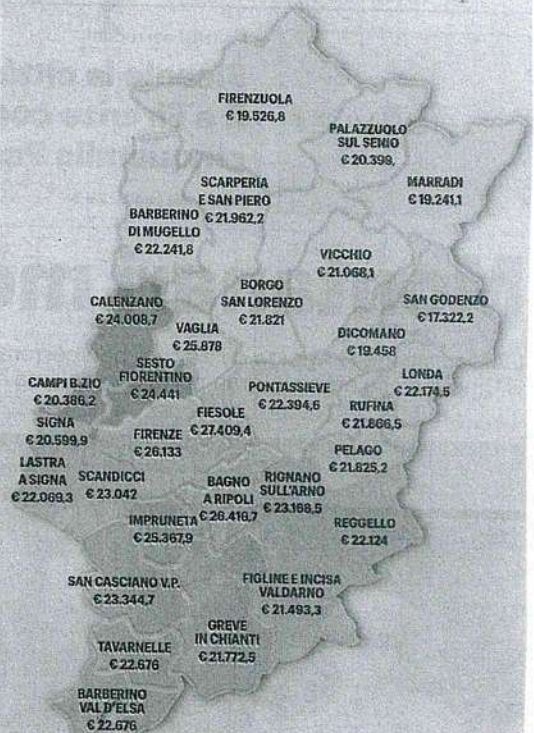 FIRENZUOLA
€ 19.526,8
PALAZZUOLO
SUL SENIO
€ 20.398,
MARRADI
€ 19.241,1
SCARPERIA
E SAN PIERO
€ 21.962,2
BARBERINO
DI MUGELLO
€ 22.241,8
VICCHIO
€ 21.068,1
BORGO
SAN LORENZO
€ 21.821
SAN GODENZO
€ 17.322,2
CALENZANO
€ 24.008,7
VAGLIA
€ 25.878
DICOMANO
€ 19.458
SESTO
FIORENTINO
€ 24.441
LONDA
€ 22.174,5
CAMPI B.ZIO
€ 20.386,2
PONTASSIEVE
€ 22.394,6
FIESOLE
€ 27.409,4
RUFINA
€ 21.866,5
SIGNA
€ 20.599,9
FIRENZE
€ 26.133
PELAGO
€ 21.825,2
LASTRA
A SIGNA
€ 22.069,3
SCANDICCI
€ 23.042
BAGNO
A RIPOLI
€ 26.416,7
RIGNANO
SULL'ARNO
€ 23.168,5
IMPRUNETA
€ 25.367,9
REGGELLO
€ 22.124
SAN CASCIANO V.P.
€ 23.344,7
FIGLINE E INCISA
VALDARNO
€ 21.493,3
GREVE
IN CHIANTI
€ 21.772,5
TAVARNELLE
€ 22.676
BARBERINO
VAL D'ELSA
€ 22.676